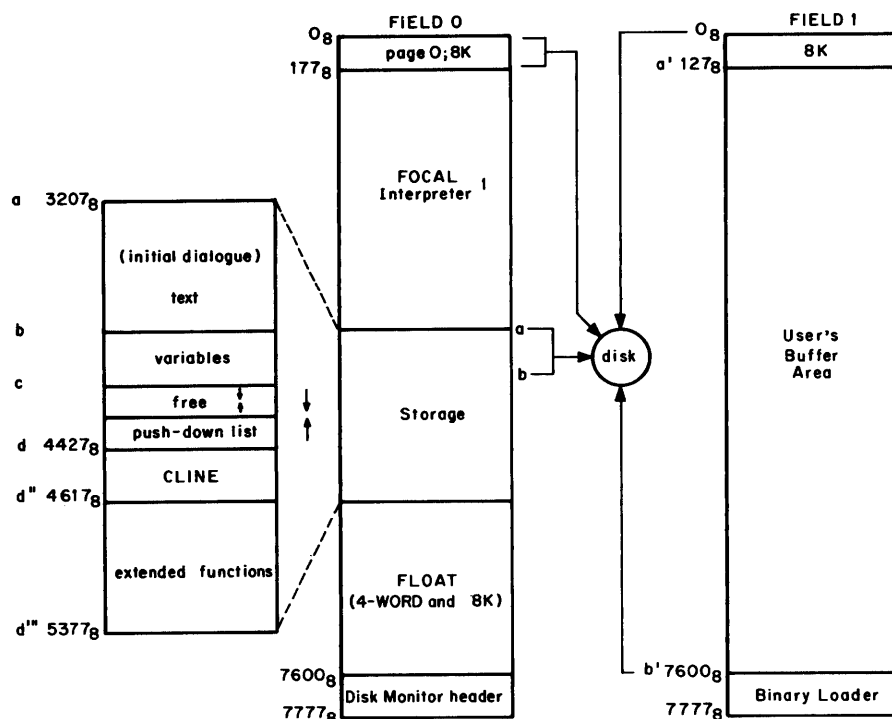 FIELD 0
0₈
page 0; 8K
177₈
FOCAL
Interpreter 1
a
b
Storage
FLOAT
(4-WORD and 8K)
7600₈
Disk Monitor header
7777₈
a 3207₈
(initial dialogue)
text
b
variables
c
free
push-down list
d 4427₈
CLINE
d" 4617₈
extended functions
d"' 5377₈
disk
FIELD 1
0₈
8K
a' 127₈
User's
Buffer
Area
b' 7600₈
Binary Loader
7777₈